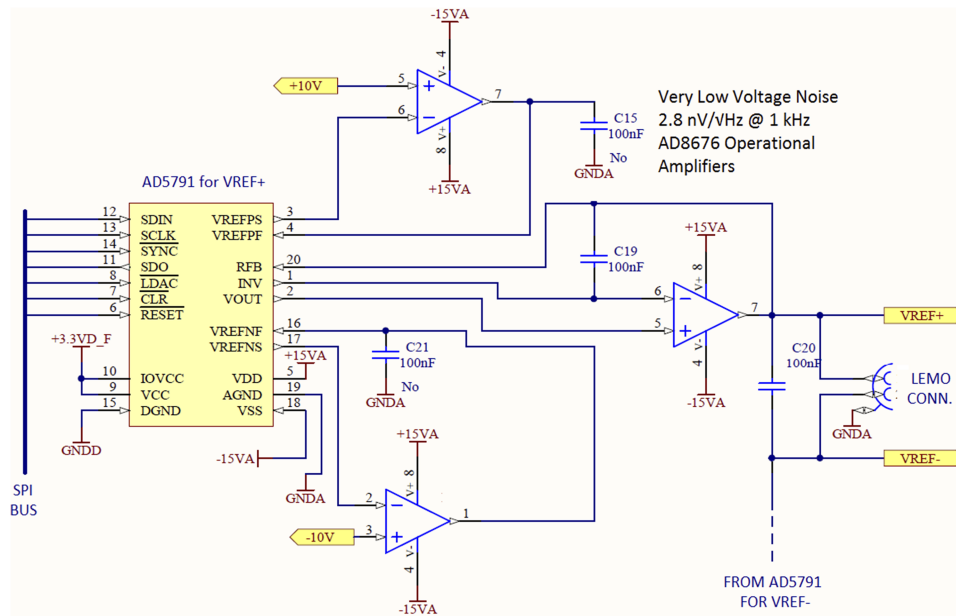 -15VA
4
V-
+10V
5
+
7
6
-
V+
8
+15VA
C15
100nF
No
GNDA
Very Low Voltage Noise
2.8 nV/√Hz @ 1 kHz
AD8676 Operational
Amplifiers
AD5791 for VREF+
12 SDIN VREFPS 3
13 SCLK VREFPF 4
14 SYNC
11 SDO RFB 20
8 LDAC INV 1
7 CLR VOUT 2
6 RESET
VREFNF 16
VREFNS 17
+3.3VD_F
10 IOVCC VDD 5 +15VA
9 VCC AGND 19
15 DGND VSS 18
GNDD
-15VA
GNDA
SPI
BUS
C21
100nF
No
GNDA
C19
100nF
+15VA
8
V+
6
-
7
5
+
V-
4
-15VA
C20
100nF
VREF+
LEMO
CONN.
GNDA
VREF-
+15VA
8
V+
2
-
1
-10V
3
+
V-
4
-15VA
FROM AD5791
FOR VREF-